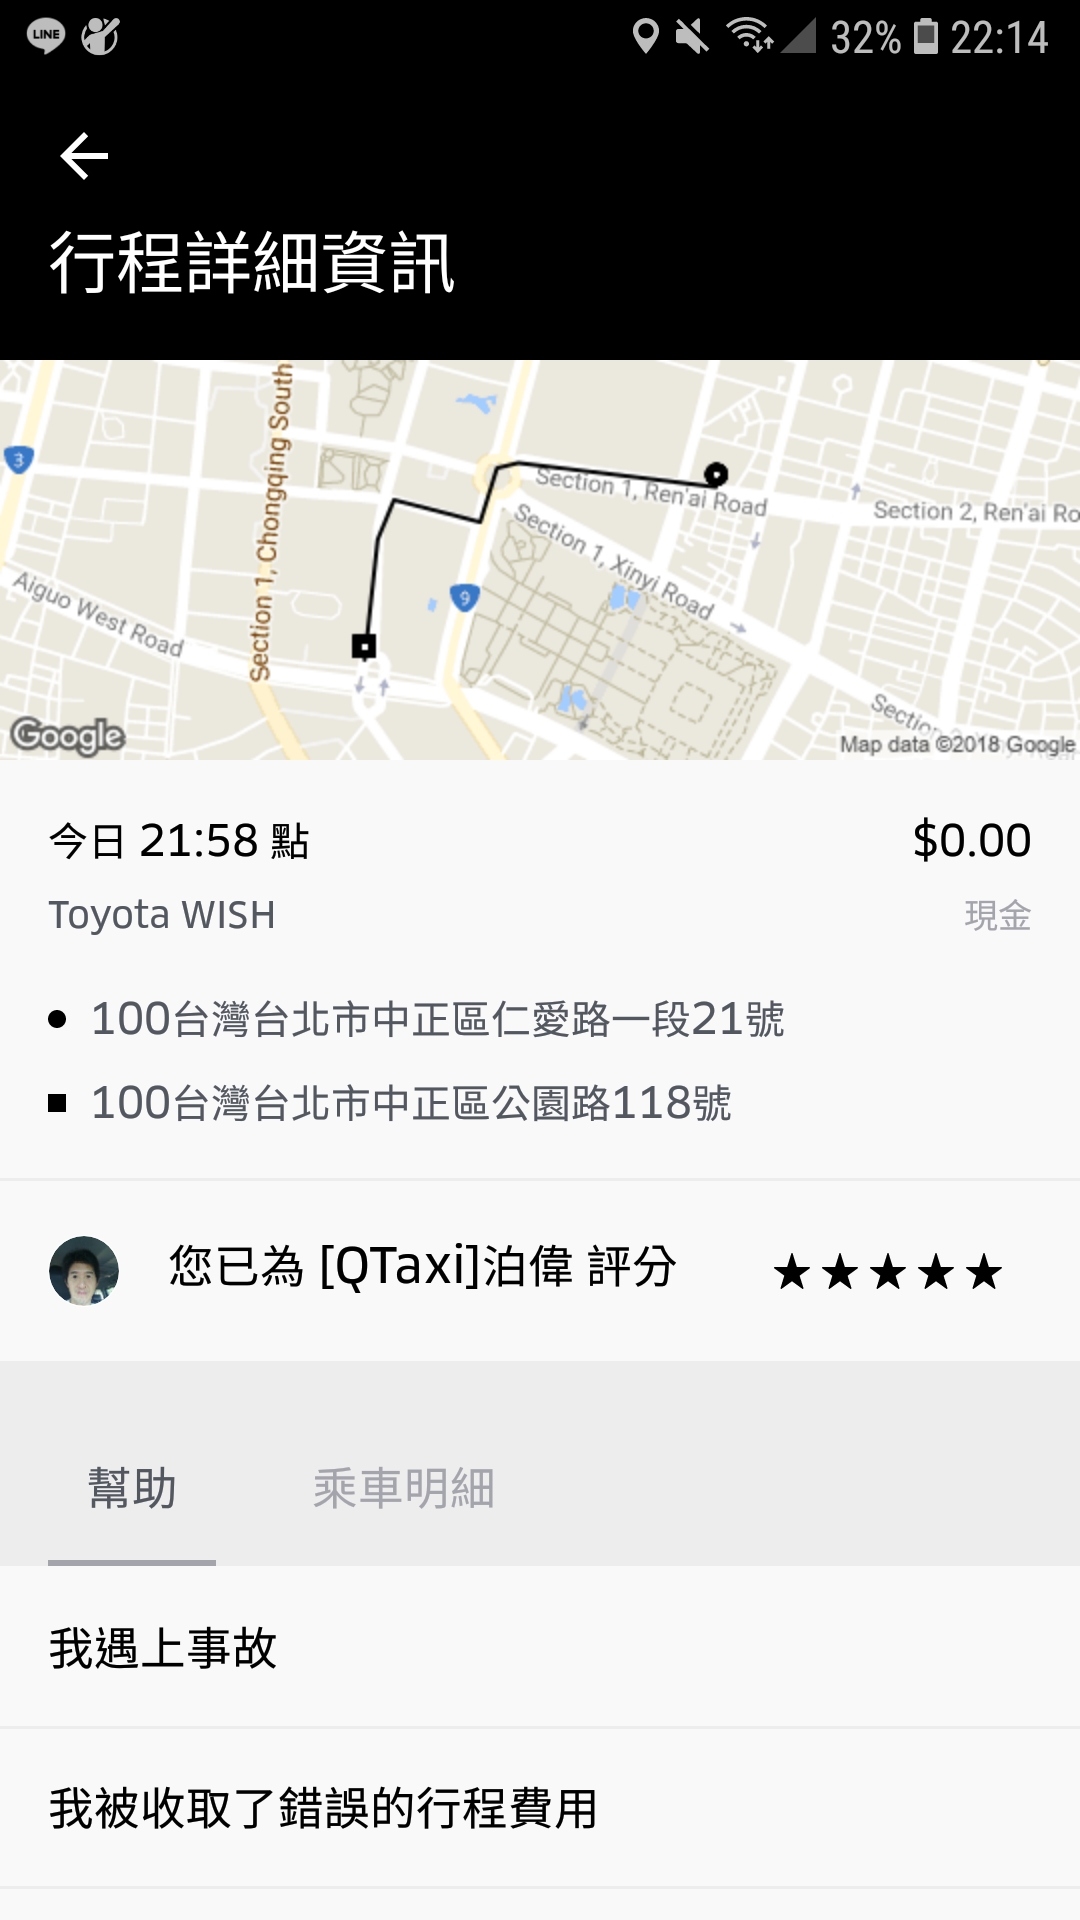 LINE
32% 22:14
行程詳細資訊
Section 1, Chongqing South
3
Section 1, Ren'ai Road
Section 2, Ren'ai Ro
Section 1, Xinyi Road
Aiguo West Road
9
Section
Google
Map data ©2018 Google
今日 21:58 點
$0.00
Toyota WISH
現金
100台灣台北市中正區仁愛路一段21號
100台灣台北市中正區公園路118號
您已為 [QTaxi]泊偉 評分
★★★★★
幫助
乘車明細
我遇上事故
我被收取了錯誤的行程費用